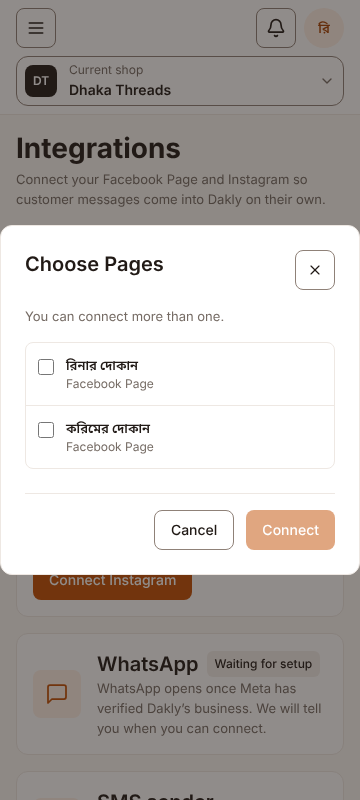 রি
DT
Current shop
Dhaka Threads
Integrations
Connect your Facebook Page and Instagram so
customer messages come into Dakly on their own.
Choose Pages
You can connect more than one.
রিনার দোকান
Facebook Page
করিমের দোকান
Facebook Page
Cancel
Connect
Connect Instagram
WhatsApp
Waiting for setup
WhatsApp opens once Meta has
verified Dakly’s business. We will tell
you when you can connect.
SMS sender